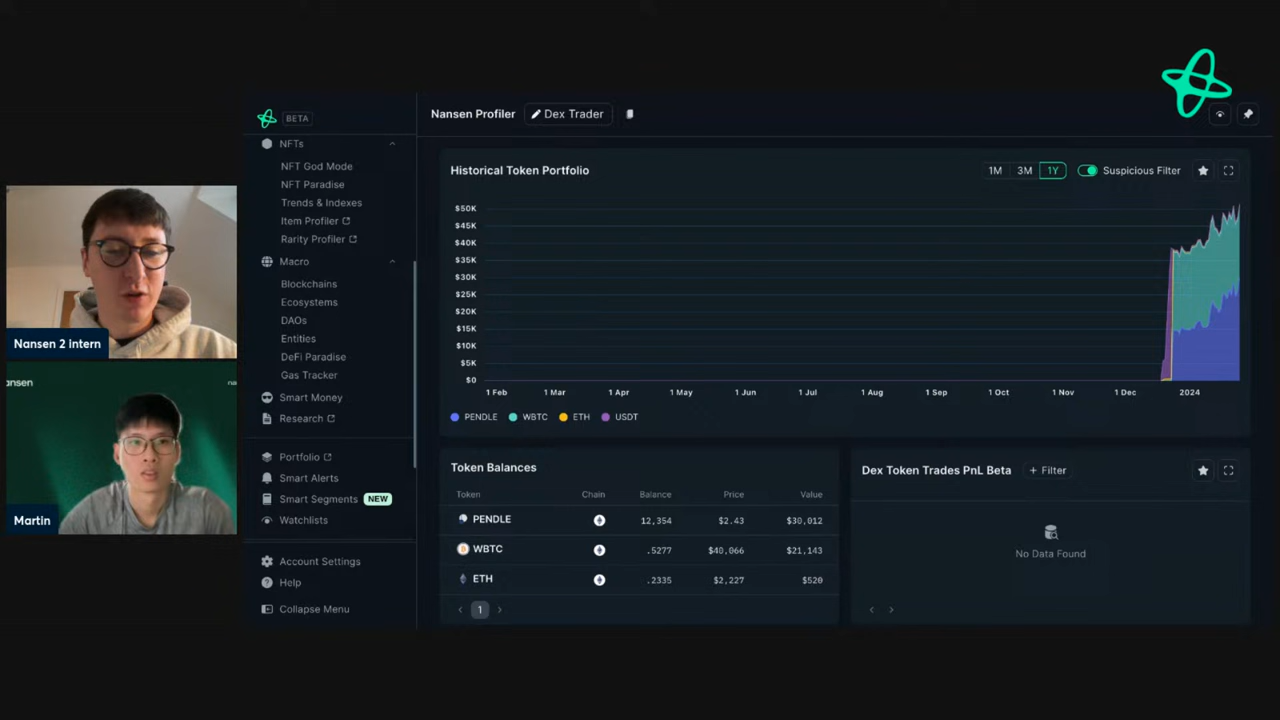 Nansen 2 Intern
ansen
na
Martin
BETA
NFTs
NFT God Mode
NFT Paradise
Trends & Indexes
Item Profiler
Rarity Profiler
Macro
Blockchains
Ecosystems
DAOs
Entities
DeFi Paradise
Gas Tracker
Smart Money
Research
Portfolio
Smart Alerts
Smart Segments NEW
Watchlists
Account Settings
Help
Collapse Menu
Nansen Profiler Dex Trader
Historical Token Portfolio 1M 3M 1Y Suspicious Filter
$50K
$45K
$40K
$35K
$30K
$25K
$20K
$15K
$10K
$5K
$0
1 Feb 1 Mar 1 Apr 1 May 1 Jun 1 Jul 1 Aug 1 Sep 1 Oct 1 Nov 1 Dec 2024
PENDLE WBTC ETH USDT
Token Balances
Token Chain Balance Price Value
PENDLE 12,354 $2.43 $30,012
WBTC .5277 $40,066 $21,143
ETH .2335 $2,227 $520
1
Dex Token Trades PnL Beta + Filter
No Data Found